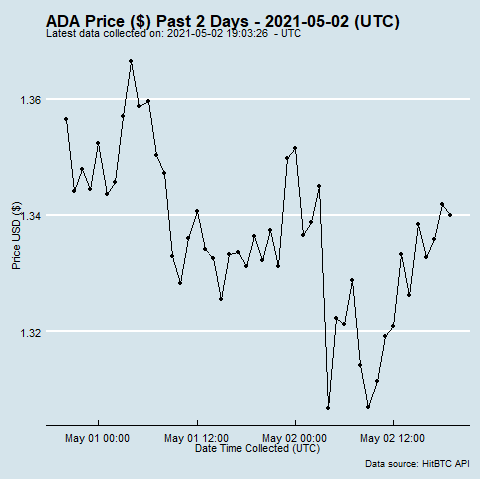 ADA Price ($) Past 2 Days - 2021-05-02 (UTC)
Latest data collected on: 2021-05-02 19:03:26  - UTC
1.36
1.34
1.32
Price USD ($)
May 01 00:00 May 01 12:00 May 02 00:00 May 02 12:00
Date Time Collected (UTC)
Data source: HitBTC API